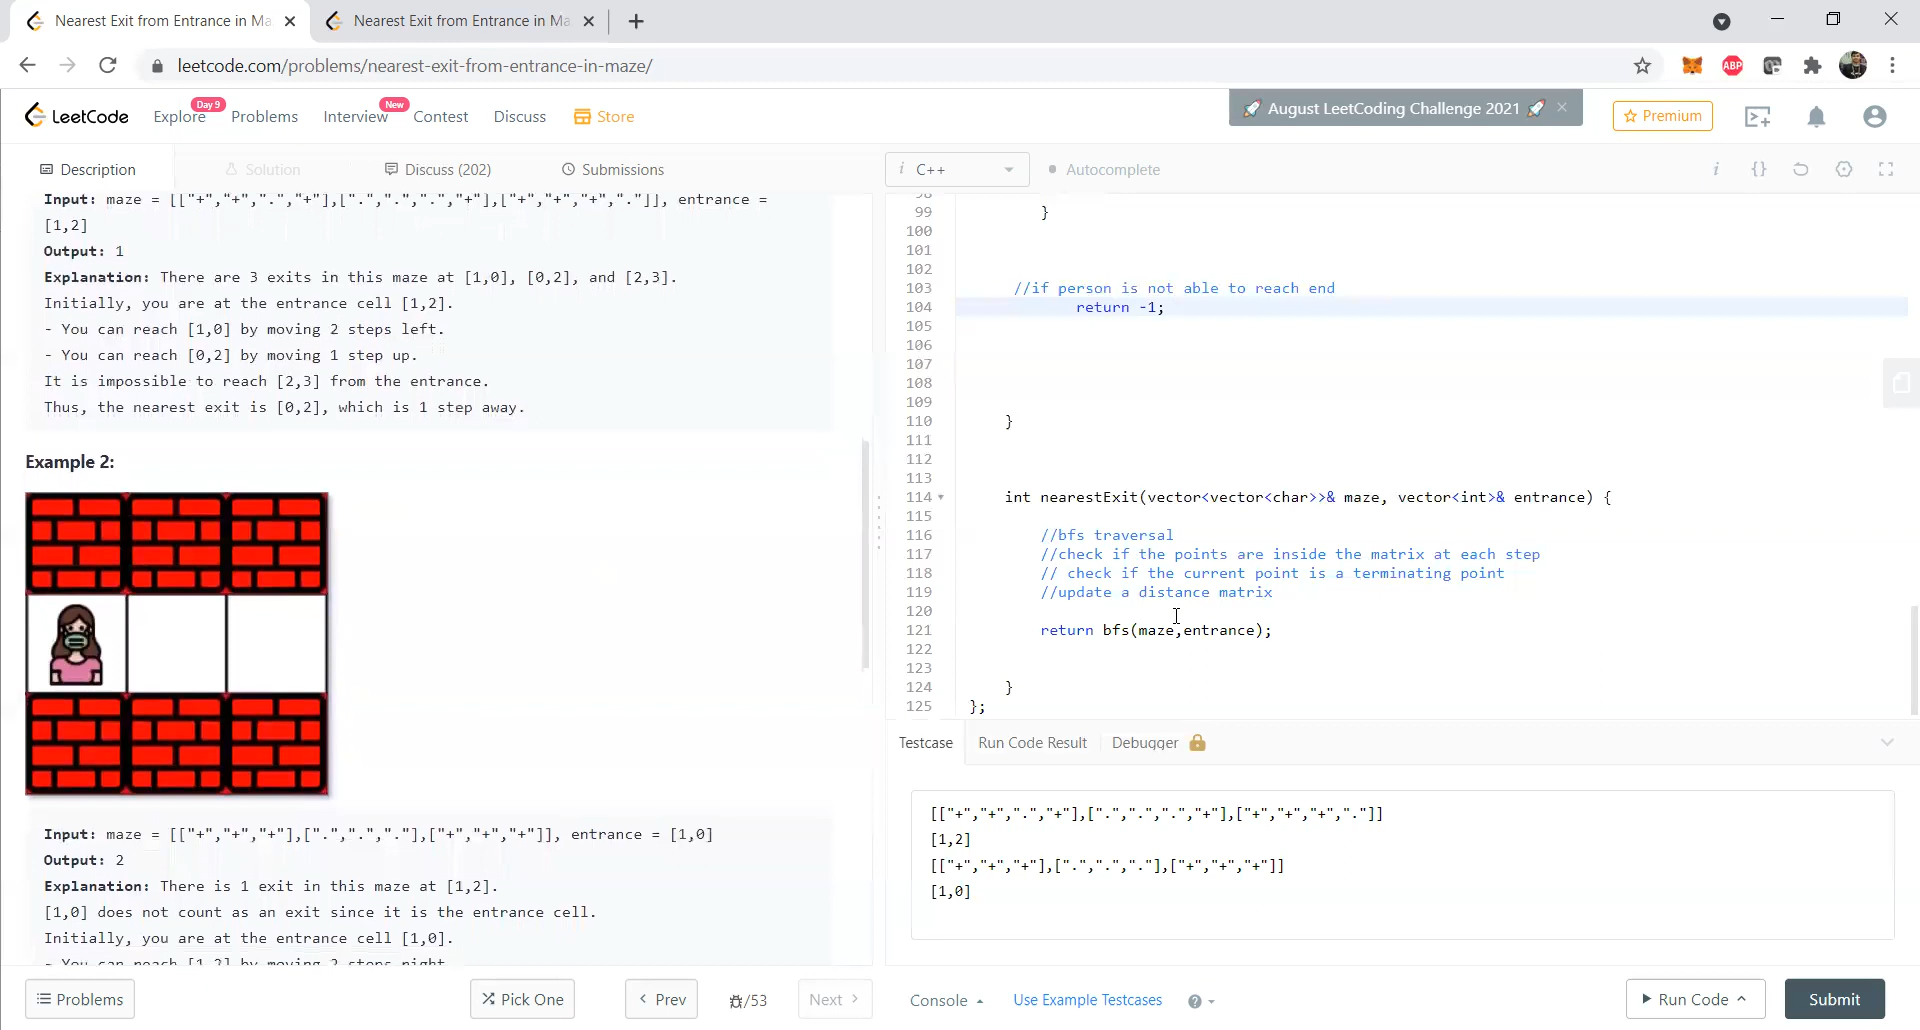 Nearest Exit from Entrance in Ma
Nearest Exit from Entrance in Ma
leetcode.com/problems/nearest-exit-from-entrance-in-maze/
ABP
LeetCode
Explore
Day 9
Problems
Interview
New
Contest
Discuss
Store
🚀 August LeetCoding Challenge 2021 🚀
Premium
Description
Solution
Discuss (202)
Submissions
i C++
Autocomplete
Input: maze = [["+","+",".","+"],[".",".",".","+"],["+","+","+","."]], entrance =
[1,2]
Output: 1
Explanation: There are 3 exits in this maze at [1,0], [0,2], and [2,3].
Initially, you are at the entrance cell [1,2].
- You can reach [1,0] by moving 2 steps left.
- You can reach [0,2] by moving 1 step up.
It is impossible to reach [2,3] from the entrance.
Thus, the nearest exit is [0,2], which is 1 step away.
Example 2:
Input: maze = [["+","+","+"],[".",".","."],["+","+","+"]], entrance = [1,0]
Output: 2
Explanation: There is 1 exit in this maze at [1,2].
[1,0] does not count as an exit since it is the entrance cell.
Initially, you are at the entrance cell [1,0].
- You can reach [1,2] by moving 2 steps right.
98
99 }
100
101
102
103 //if person is not able to reach end
104 return -1;
105
106
107
108
109
110 }
111
112
113
114 int nearestExit(vector<vector<char>>& maze, vector<int>& entrance) {
115
116 //bfs traversal
117 //check if the points are inside the matrix at each step
118 // check if the current point is a terminating point
119 //update a distance matrix
120
121 return bfs(maze,entrance);
122
123
124 }
125 };
Testcase
Run Code Result
Debugger
[["+","+",".","+"],[".",".",".","+"],["+","+","+","."]]
[1,2]
[["+","+","+"],[".",".","."],["+","+","+"]]
[1,0]
Problems
Pick One
< Prev
/53
Next >
Console
Use Example Testcases
Run Code
Submit